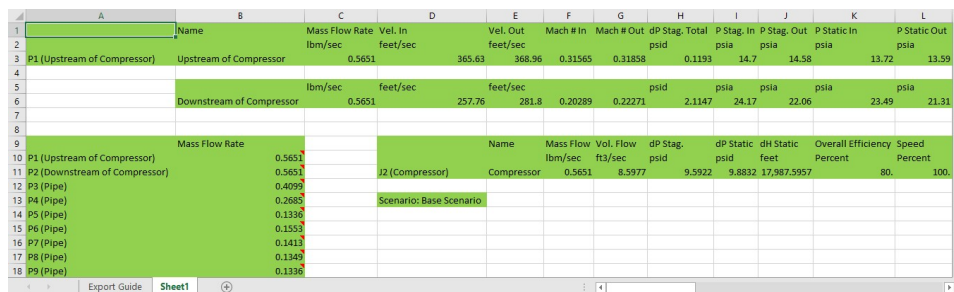 A B C D E F G H I J K L
1 Name Mass Flow Rate Vel. In Vel. Out Mach # In Mach # Out dP Stag. Total P Stag. In P Stag. Out P Static In P Static Out
2 lbm/sec feet/sec feet/sec psid psia psia psia psia
3 P1 (Upstream of Compressor) Upstream of Compressor 0.5651 365.63 368.96 0.31565 0.31858 0.1193 14.7 14.58 13.72 13.59
4
5 lbm/sec feet/sec feet/sec psid psia psia psia psia
6 Downstream of Compressor 0.5651 257.76 281.8 0.20289 0.22271 2.1147 24.17 22.06 23.49 21.31
7
8
9 Mass Flow Rate Name Mass Flow Vol. Flow dP Stag. dP Static dH Static Overall Efficiency Speed
10 P1 (Upstream of Compressor) 0.5651 lbm/sec ft3/sec psid psid feet Percent Percent
11 P2 (Downstream of Compressor) 0.5651 J2 (Compressor) Compressor 0.5651 8.5977 9.5922 9.8832 17,987.5957 80. 100.
12 P3 (Pipe) 0.4099
13 P4 (Pipe) 0.2685 Scenario: Base Scenario
14 P5 (Pipe) 0.1336
15 P6 (Pipe) 0.1553
16 P7 (Pipe) 0.1413
17 P8 (Pipe) 0.1349
18 P9 (Pipe) 0.1336
Export Guide Sheet1